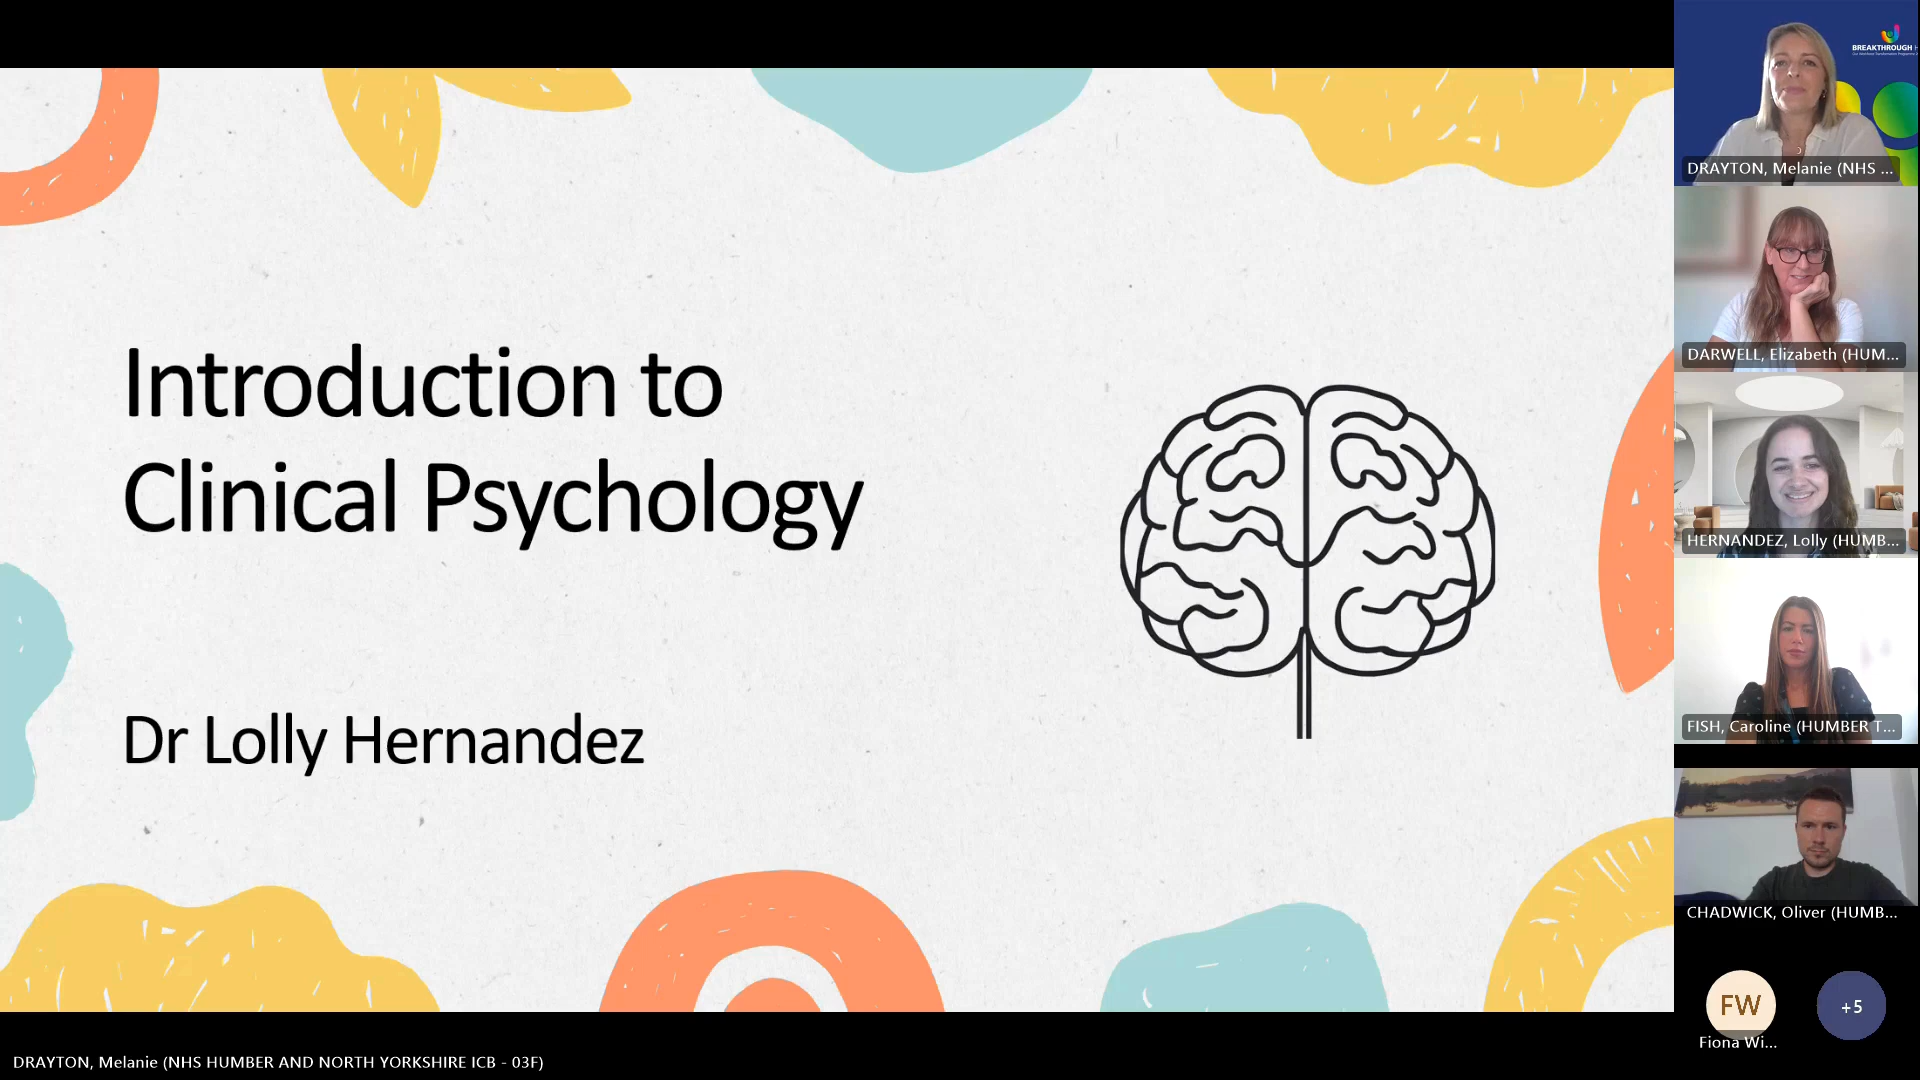 Introduction to
Clinical Psychology
Dr Lolly Hernandez
BREAKTHROUGH H
DRAYTON, Melanie (NHS ...
DARWELL, Elizabeth (HUM...
HERNANDEZ, Lolly (HUMB...
FISH, Caroline (HUMBER T...
CHADWICK, Oliver (HUMB...
FW
+5
Fiona Wi...
DRAYTON, Melanie (NHS HUMBER AND NORTH YORKSHIRE ICB - 03F)